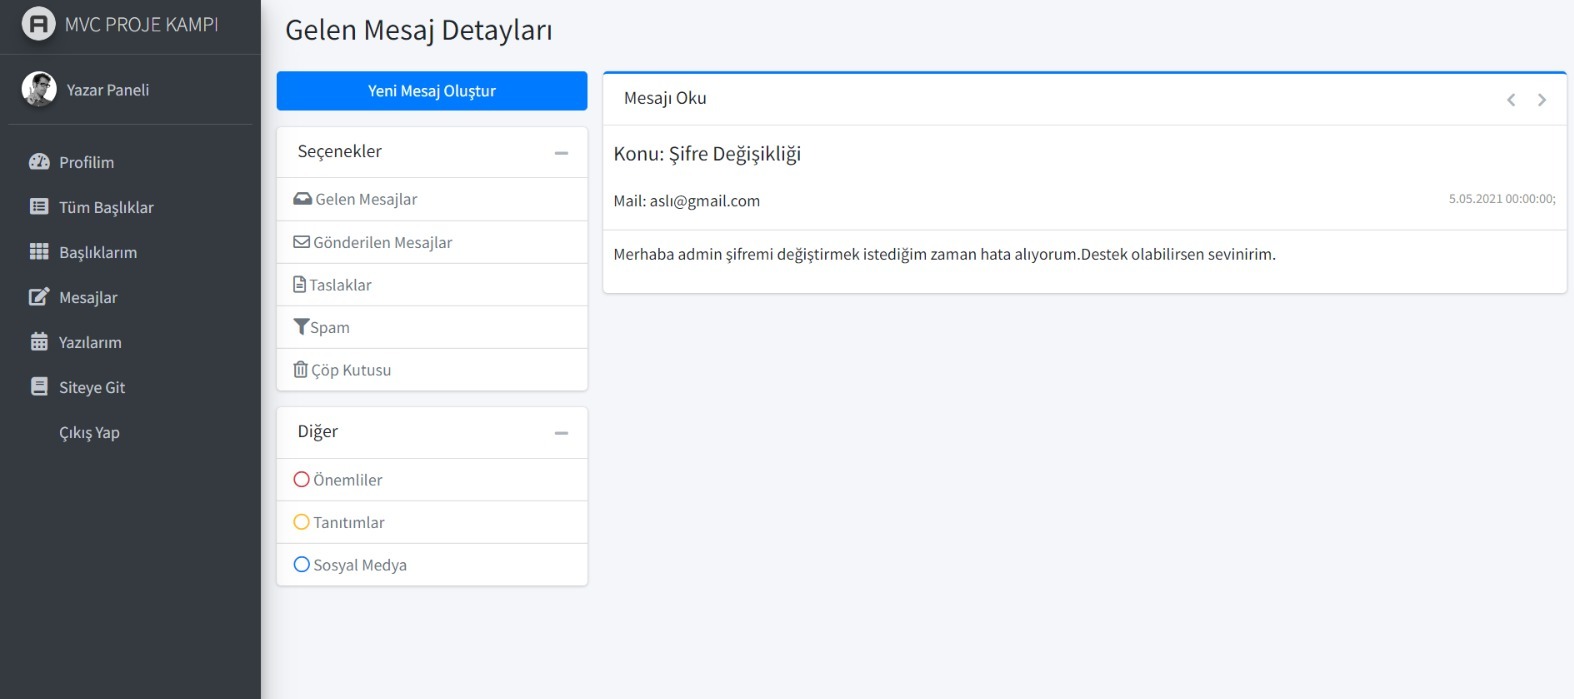 MVC PROJE KAMPI
Yazar Paneli
Profilim
Tüm Başlıklar
Başlıklarım
Mesajlar
Yazılarım
Siteye Git
Çıkış Yap
Gelen Mesaj Detayları
Yeni Mesaj Oluştur
Seçenekler
Gelen Mesajlar
Gönderilen Mesajlar
Taslaklar
Spam
Çöp Kutusu
Diğer
Önemliler
Tanıtımlar
Sosyal Medya
Mesajı Oku
Konu: Şifre Değişikliği
Mail: aslı@gmail.com
5.05.2021 00:00:00;
Merhaba admin şifremi değiştirmek istediğim zaman hata alıyorum.Destek olabilirsen sevinirim.